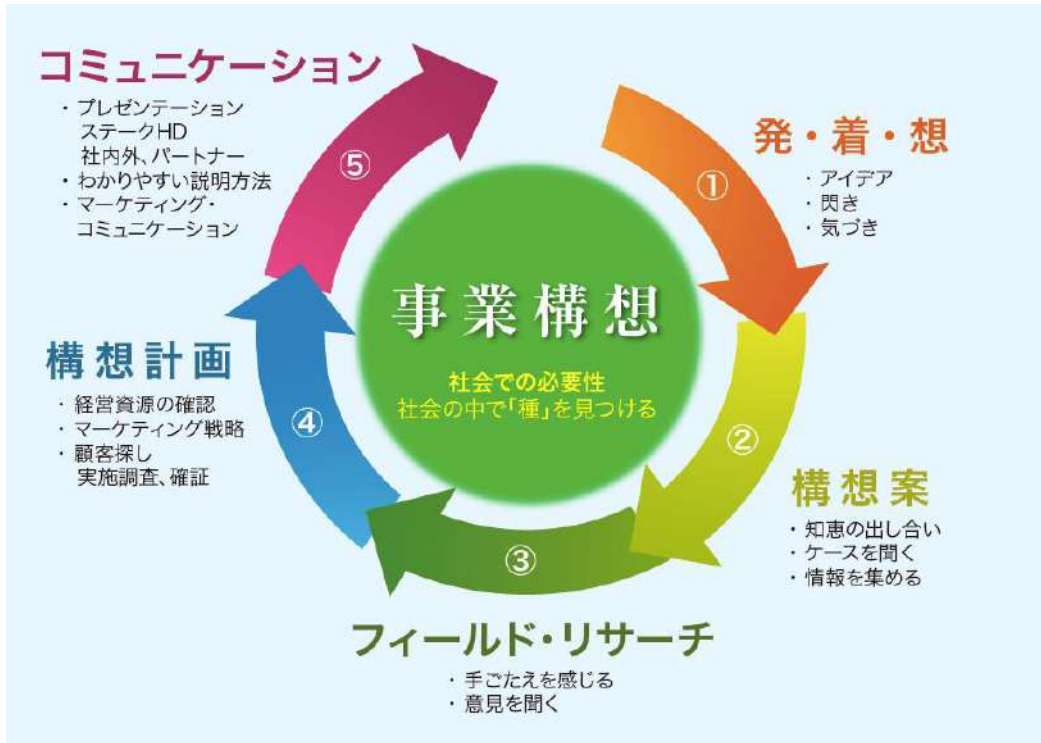 事業構想
社会での必要性
社会の中で「種」を見つける
①
発・着・想
・アイデア
・閃き
・気づき
②
構想案
・知恵の出し合い
・ケースを聞く
・情報を集める
③
フィールド・リサーチ
・手ごたえを感じる
・意見を聞く
④
構想計画
・経営資源の確認
・マーケティング戦略
・顧客探し
実施調査、確証
⑤
コミュニケーション
・プレゼンテーション
ステークHD
社内外、パートナー
・わかりやすい説明方法
・マーケティング・
コミュニケーション